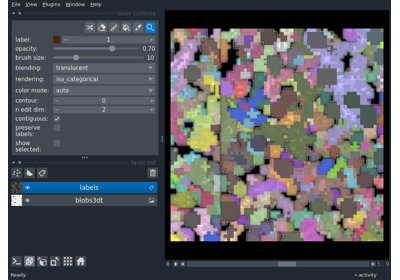 File View Plugins Window Help
layer controls
label: 1
opacity: 0.70
brush size: 10
blending: translucent
rendering: iso_categorical
color mode: auto
contour: 0
n edit dim: 2
contiguous:
preserve
labels:
show
selected:
layer list
labels
blobs3dt
Ready
activity